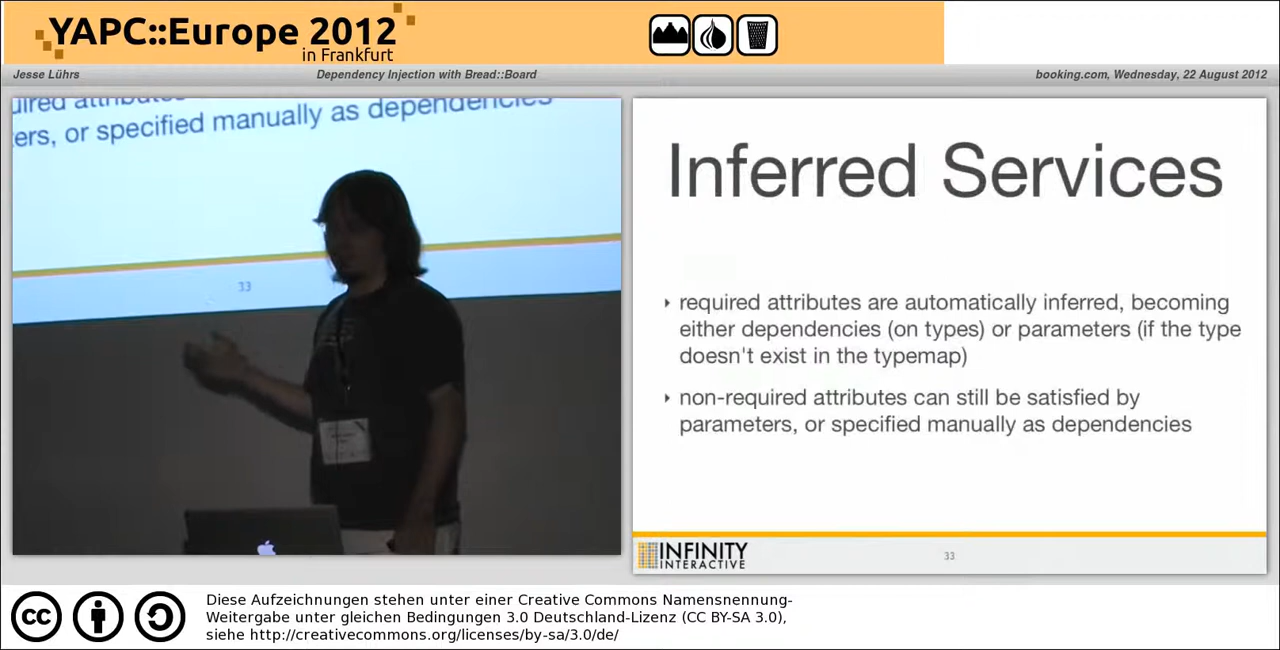 YAPC::Europe 2012
in Frankfurt
Jesse Lührs
Dependency Injection with Bread::Board
booking.com, Wednesday, 22 August 2012
ers, or specified manually as dependencies
33
Inferred Services
required attributes are automatically inferred, becoming
either dependencies (on types) or parameters (if the type
doesn't exist in the typemap)
non-required attributes can still be satisfied by
parameters, or specified manually as dependencies
INFINITY
INTERACTIVE
33
cc
Diese Aufzeichnungen stehen unter einer Creative Commons Namensnennung-
Weitergabe unter gleichen Bedingungen 3.0 Deutschland-Lizenz (CC BY-SA 3.0),
siehe http://creativecommons.org/licenses/by-sa/3.0/de/